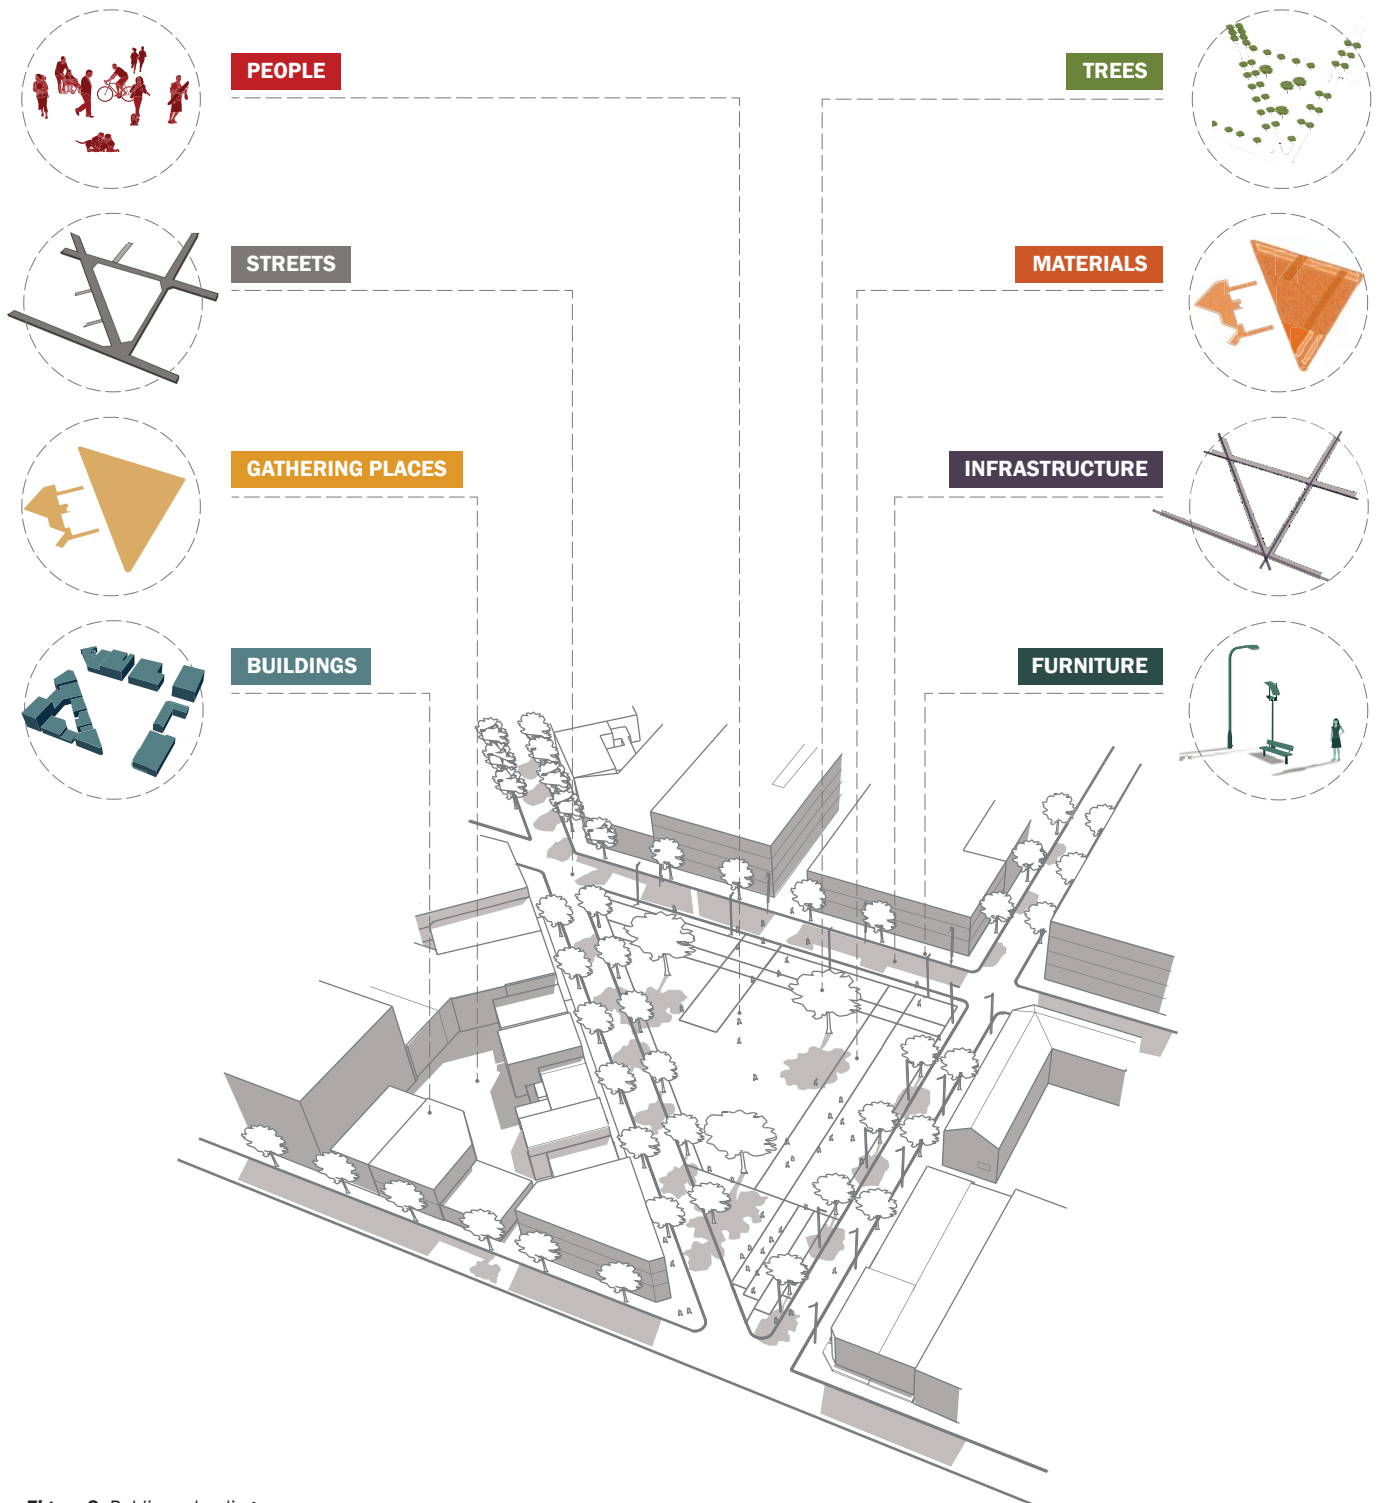 PEOPLE
TREES
STREETS
MATERIALS
GATHERING PLACES
INFRASTRUCTURE
BUILDINGS
FURNITURE